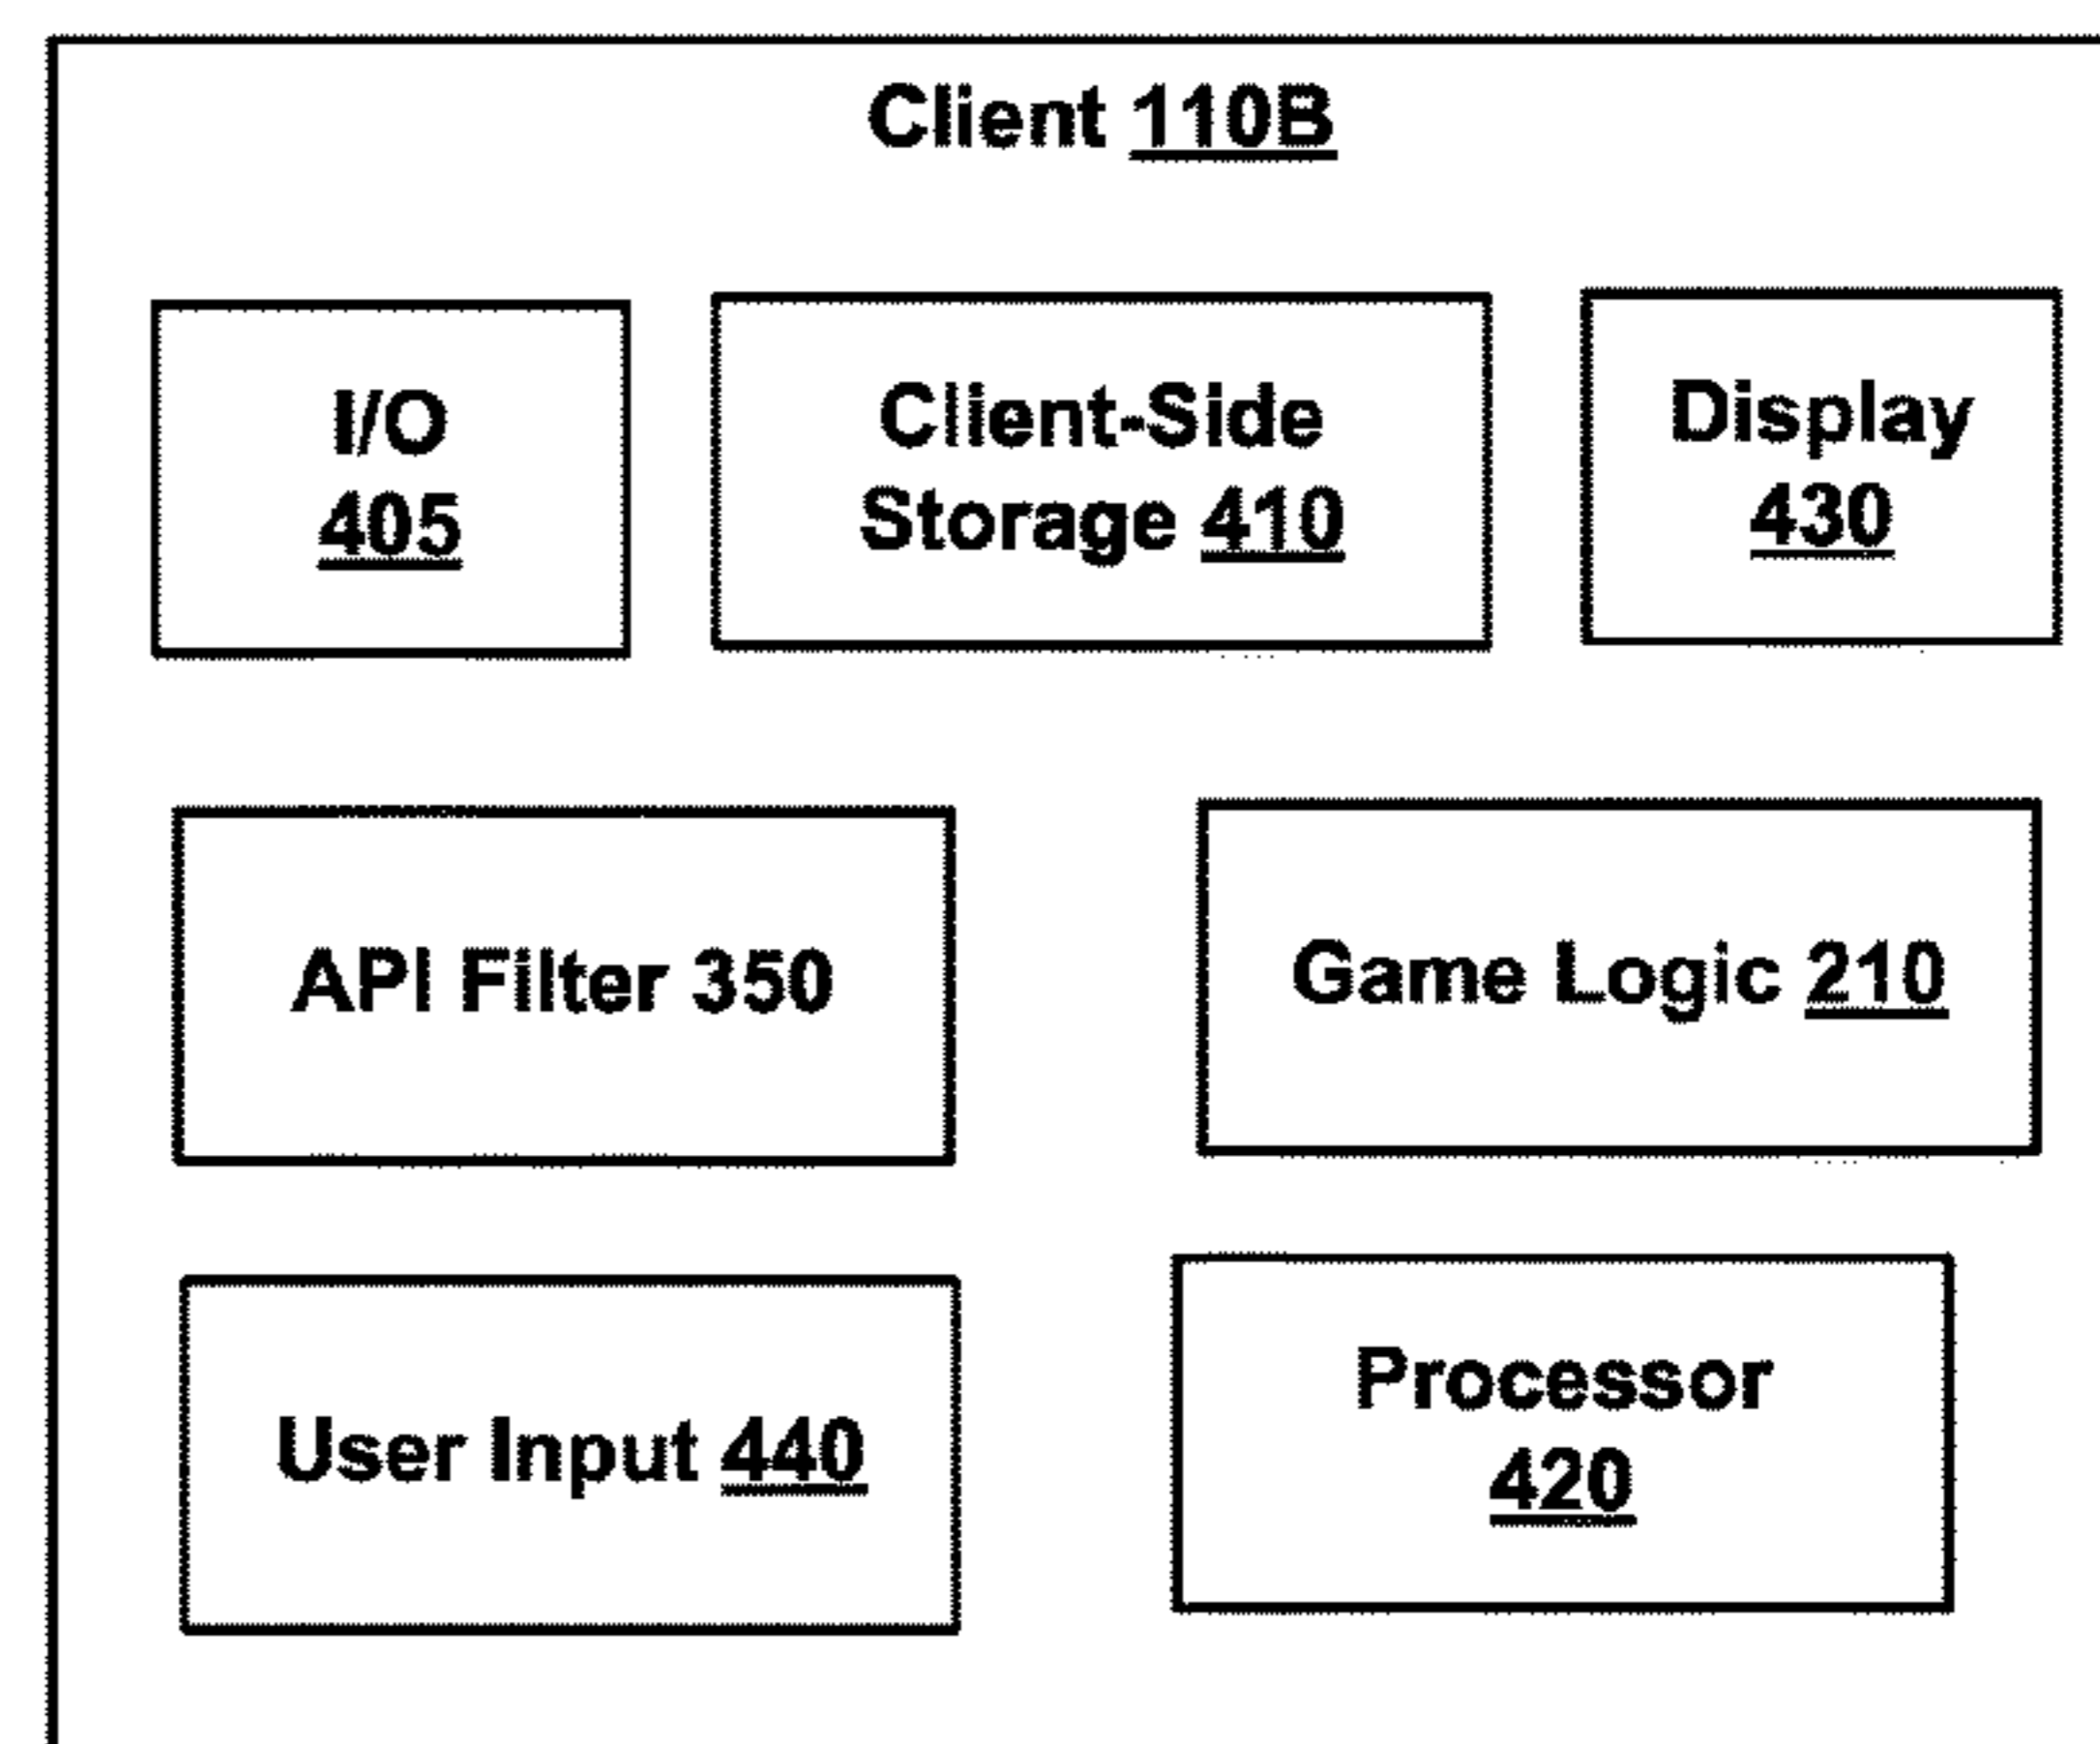 Client 110B
I/O
405
Client-Side
Storage 410
Display
430
API Filter 350
Game Logic 210
User Input 440
Processor
420